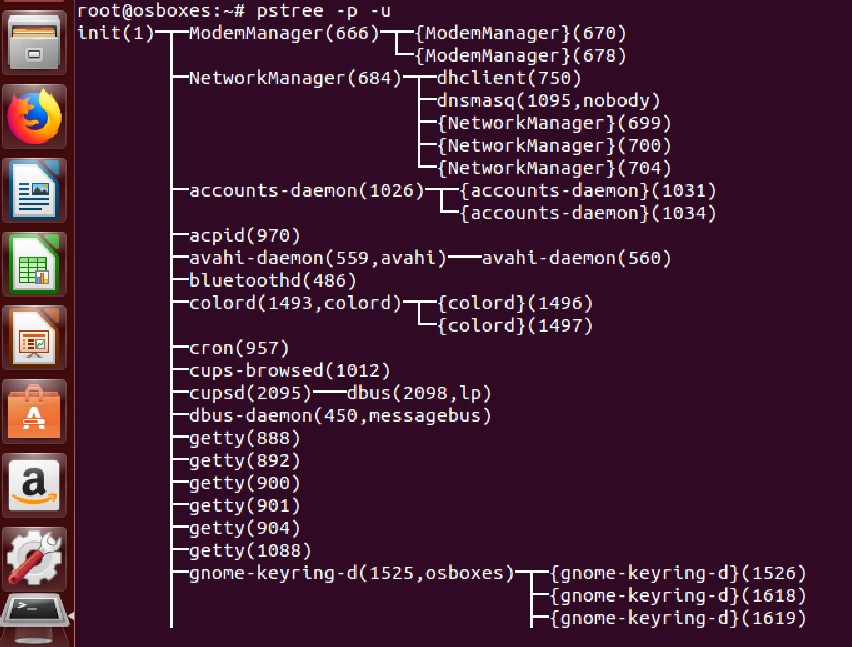 root@osboxes:~# pstree -p -u
init(1)─┬─ModemManager(666)─┬─{ModemManager}(670)
└─{ModemManager}(678)
├─NetworkManager(684)─┬─dhclient(750)
├─dnsmasq(1095,nobody)
├─{NetworkManager}(699)
├─{NetworkManager}(700)
└─{NetworkManager}(704)
├─accounts-daemon(1026)─┬─{accounts-daemon}(1031)
└─{accounts-daemon}(1034)
├─acpid(970)
├─avahi-daemon(559,avahi)───avahi-daemon(560)
├─bluetoothd(486)
├─colord(1493,colord)─┬─{colord}(1496)
└─{colord}(1497)
├─cron(957)
├─cups-browsed(1012)
├─cupsd(2095)───dbus(2098,lp)
├─dbus-daemon(450,messagebus)
├─getty(888)
├─getty(892)
├─getty(900)
├─getty(901)
├─getty(904)
├─getty(1088)
├─gnome-keyring-d(1525,osboxes)─┬─{gnome-keyring-d}(1526)
├─{gnome-keyring-d}(1618)
├─{gnome-keyring-d}(1619)
A
a
>_